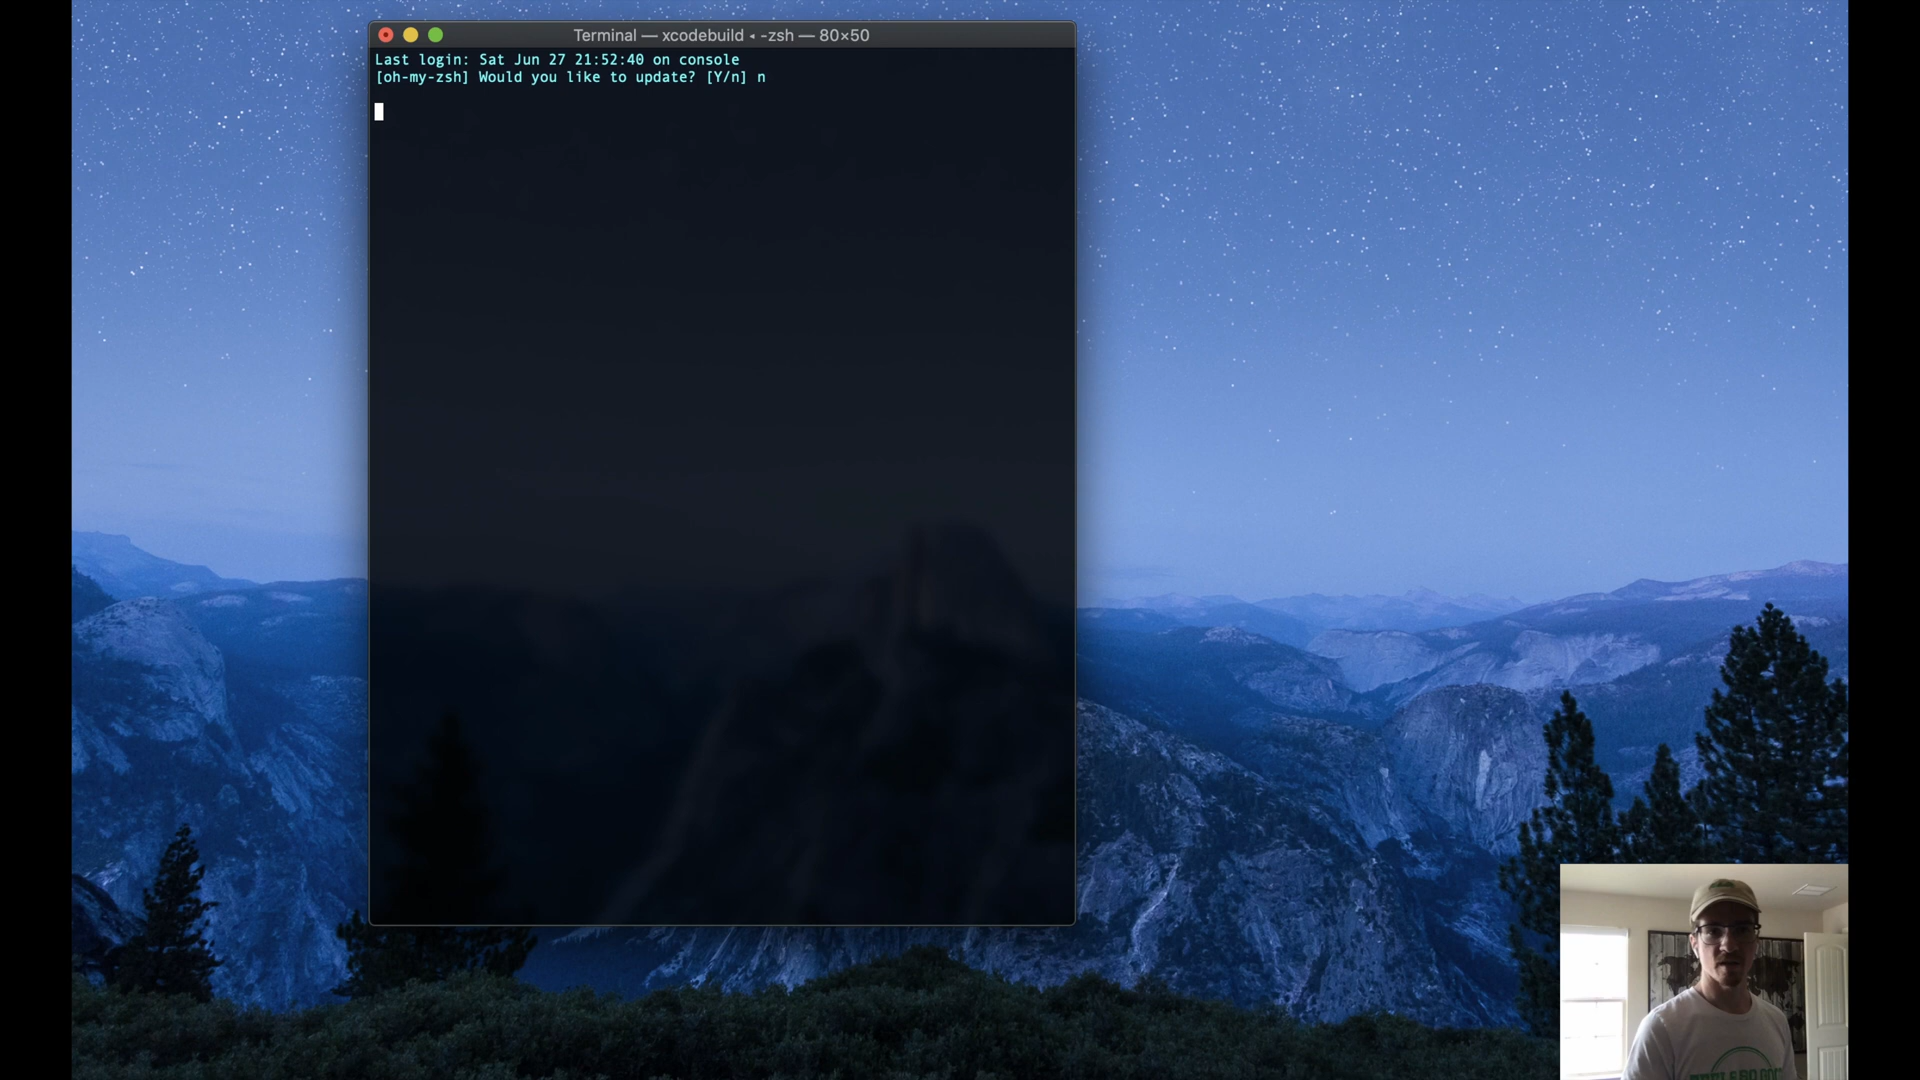 Terminal — xcodebuild ◂ -zsh — 80×50
Last login: Sat Jun 27 21:52:40 on console
[oh-my-zsh] Would you like to update? [Y/n] n